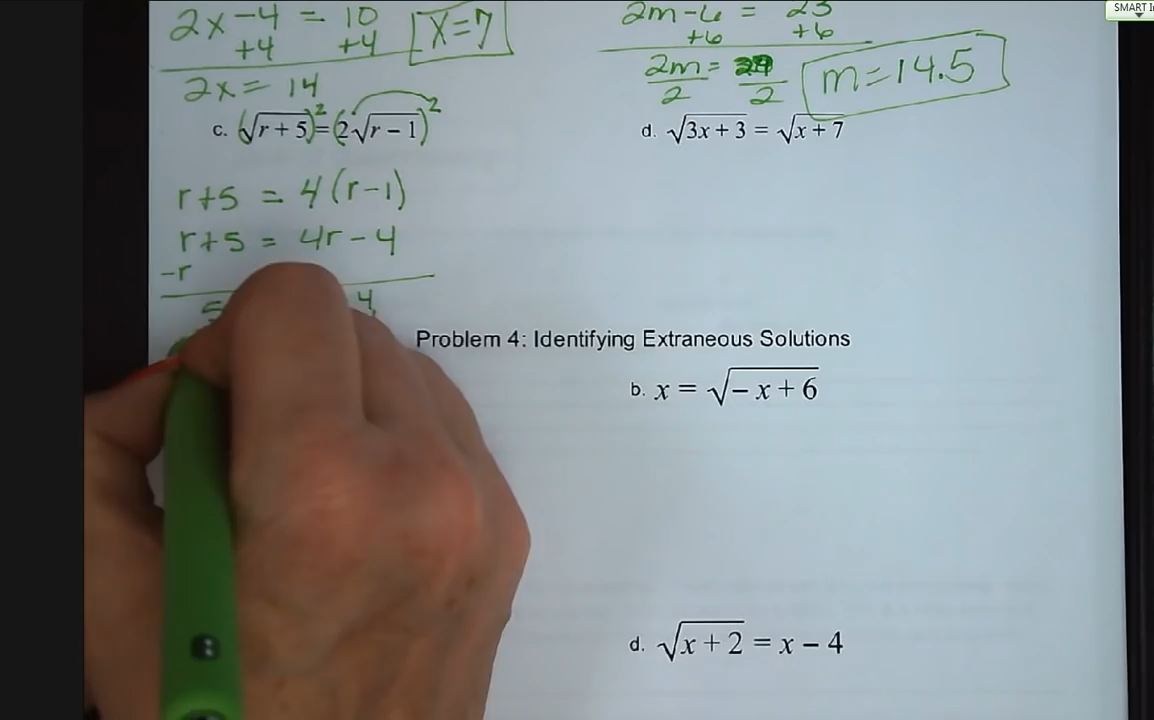 SMART
2x - 4 = 10
+4 +4
x = 7
2x = 14
2m - 6 = 23
+6 +6
2m = 29
2 2
m = 14.5
c. (√r + 5)² = (2√r − 1)²
d. √3x + 3 = √x + 7
r+5 = 4(r-1)
r+5 = 4r - 4
-r
5 4
Problem 4: Identifying Extraneous Solutions
b. x = √− x + 6
d. √x + 2 = x − 4